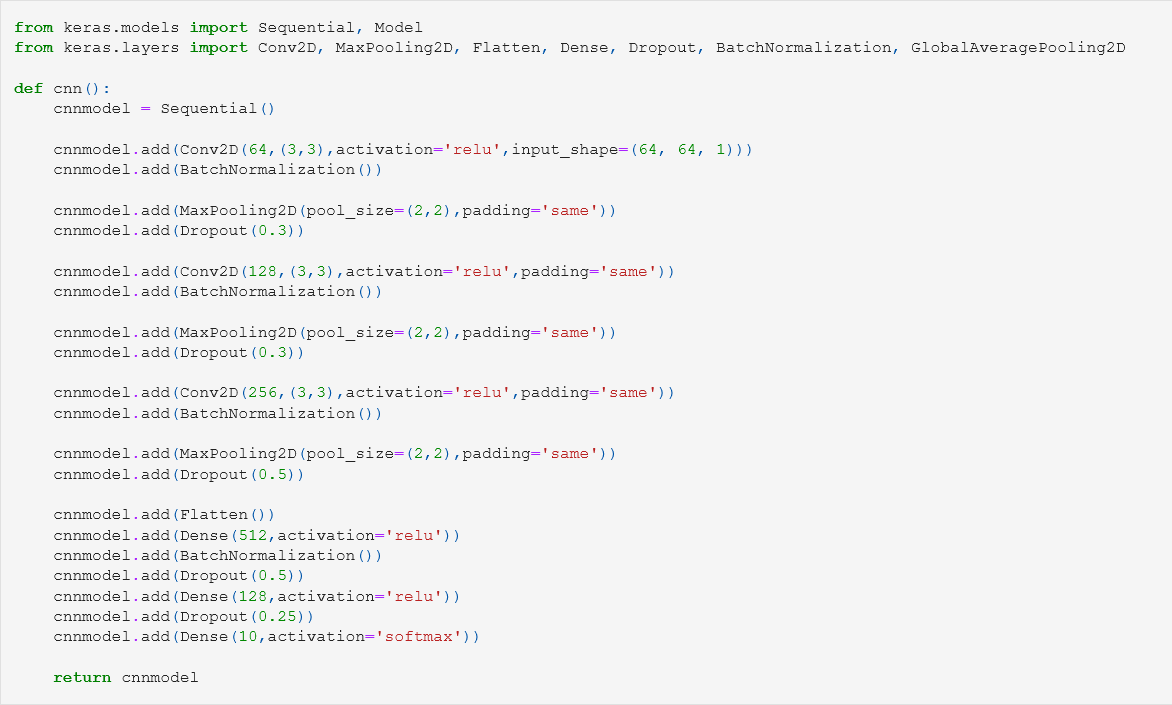 from keras.models import Sequential, Model
from keras.layers import Conv2D, MaxPooling2D, Flatten, Dense, Dropout, BatchNormalization, GlobalAveragePooling2D

def cnn():
    cnnmodel = Sequential()

    cnnmodel.add(Conv2D(64,(3,3),activation='relu',input_shape=(64, 64, 1)))
    cnnmodel.add(BatchNormalization())

    cnnmodel.add(MaxPooling2D(pool_size=(2,2),padding='same'))
    cnnmodel.add(Dropout(0.3))

    cnnmodel.add(Conv2D(128,(3,3),activation='relu',padding='same'))
    cnnmodel.add(BatchNormalization())

    cnnmodel.add(MaxPooling2D(pool_size=(2,2),padding='same'))
    cnnmodel.add(Dropout(0.3))

    cnnmodel.add(Conv2D(256,(3,3),activation='relu',padding='same'))
    cnnmodel.add(BatchNormalization())

    cnnmodel.add(MaxPooling2D(pool_size=(2,2),padding='same'))
    cnnmodel.add(Dropout(0.5))

    cnnmodel.add(Flatten())
    cnnmodel.add(Dense(512,activation='relu'))
    cnnmodel.add(BatchNormalization())
    cnnmodel.add(Dropout(0.5))
    cnnmodel.add(Dense(128,activation='relu'))
    cnnmodel.add(Dropout(0.25))
    cnnmodel.add(Dense(10,activation='softmax'))

    return cnnmodel